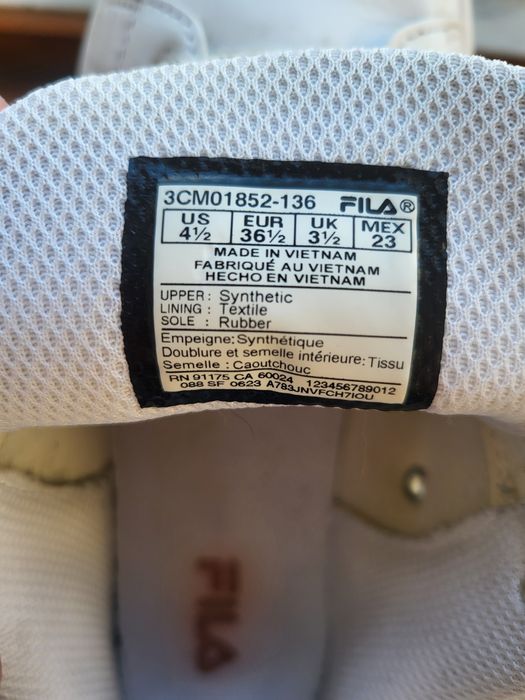 3CM01852-136 FILA®
US EUR UK MEX
4½ 36½ 3½ 23
MADE IN VIETNAM
FABRIQUÉ AU VIETNAM
HECHO EN VIETNAM
UPPER : Synthetic
LINING : Textile
SOLE : Rubber
Empeigne: Synthétique
Doublure et semelle intérieure: Tissu
Semelle : Caoutchouc
RN 91175 CA 60024 123456789012
088 SF 0623 A783JNVFCH7IOU
FILA